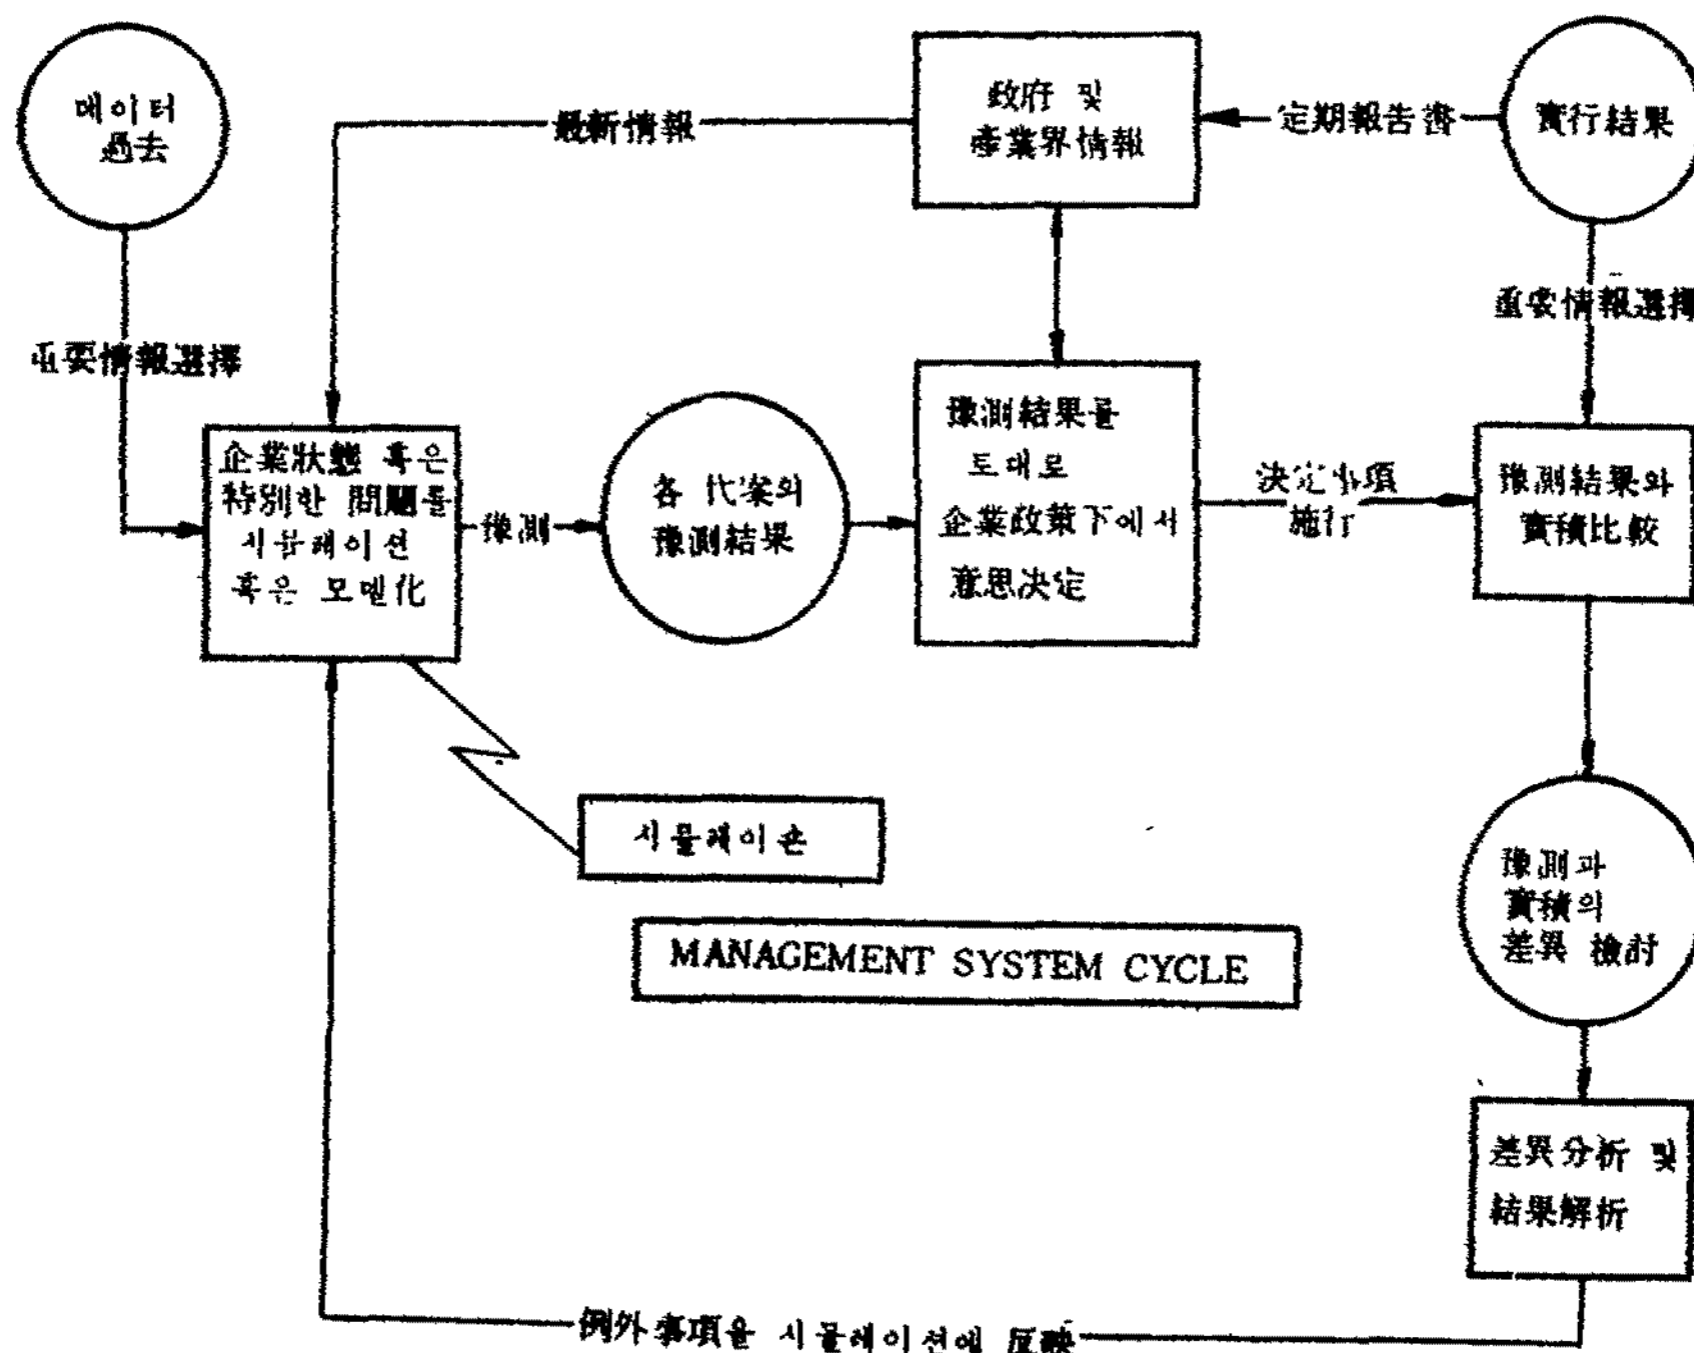 데이터
過去
政府 및
產業界情報
實行結果
最新情報
定期報告書
重要情報選擇
重要情報選擇
企業狀態 혹은
特別한 問題를
시뮬레이션
혹은 모델化
豫測
各 代案의
豫測結果
豫測結果를
토대로
企業政策下에서
意思決定
決定事項
施行
豫測結果와
實積比較
시뮬레이숀
MANAGEMENT SYSTEM CYCLE
豫測과
實積의
差異 檢討
差異分析 및
結果解析
例外事項을 시뮬레이션에 反映